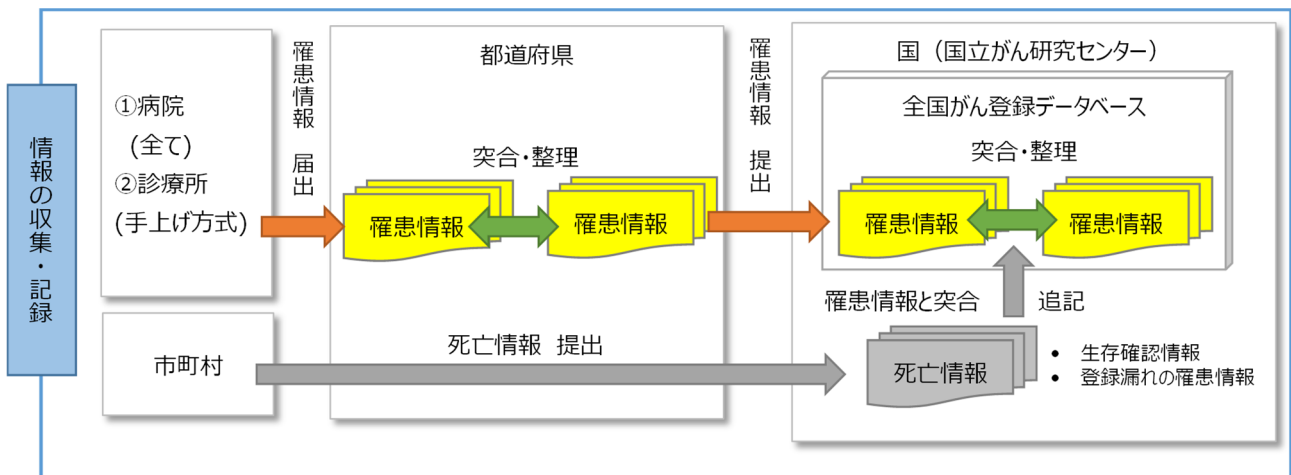 情報の収集・記録
①病院
(全て)
②診療所
(手上げ方式)
罹患情報 届出
都道府県
突合・整理
罹患情報
罹患情報
罹患情報 提出
国（国立がん研究センター）
全国がん登録データベース
突合・整理
罹患情報
罹患情報
罹患情報と突合
追記
市町村
死亡情報 提出
死亡情報
• 生存確認情報
• 登録漏れの罹患情報